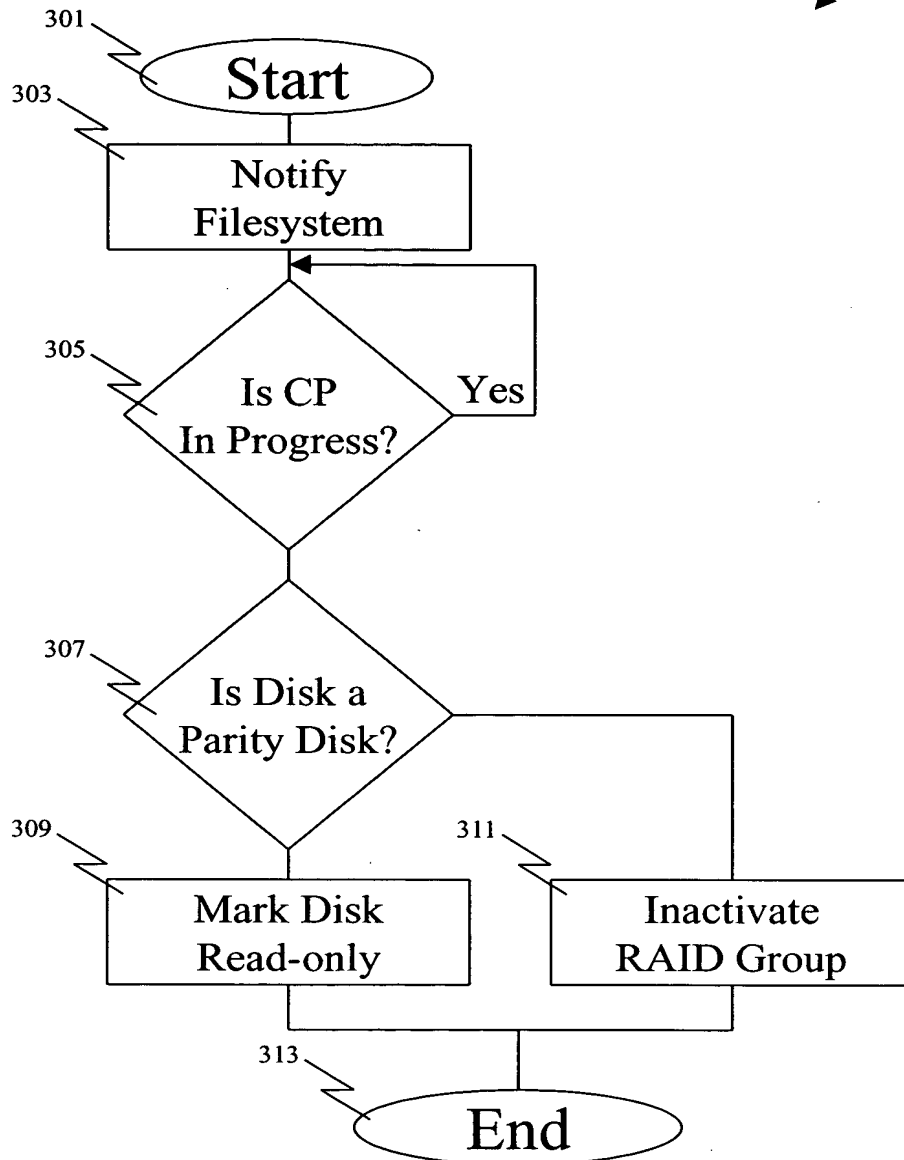 301
Start
303
Notify
Filesystem
305
Is CP
In Progress?
Yes
307
Is Disk a
Parity Disk?
309
Mark Disk
Read-only
311
Inactivate
RAID Group
313
End